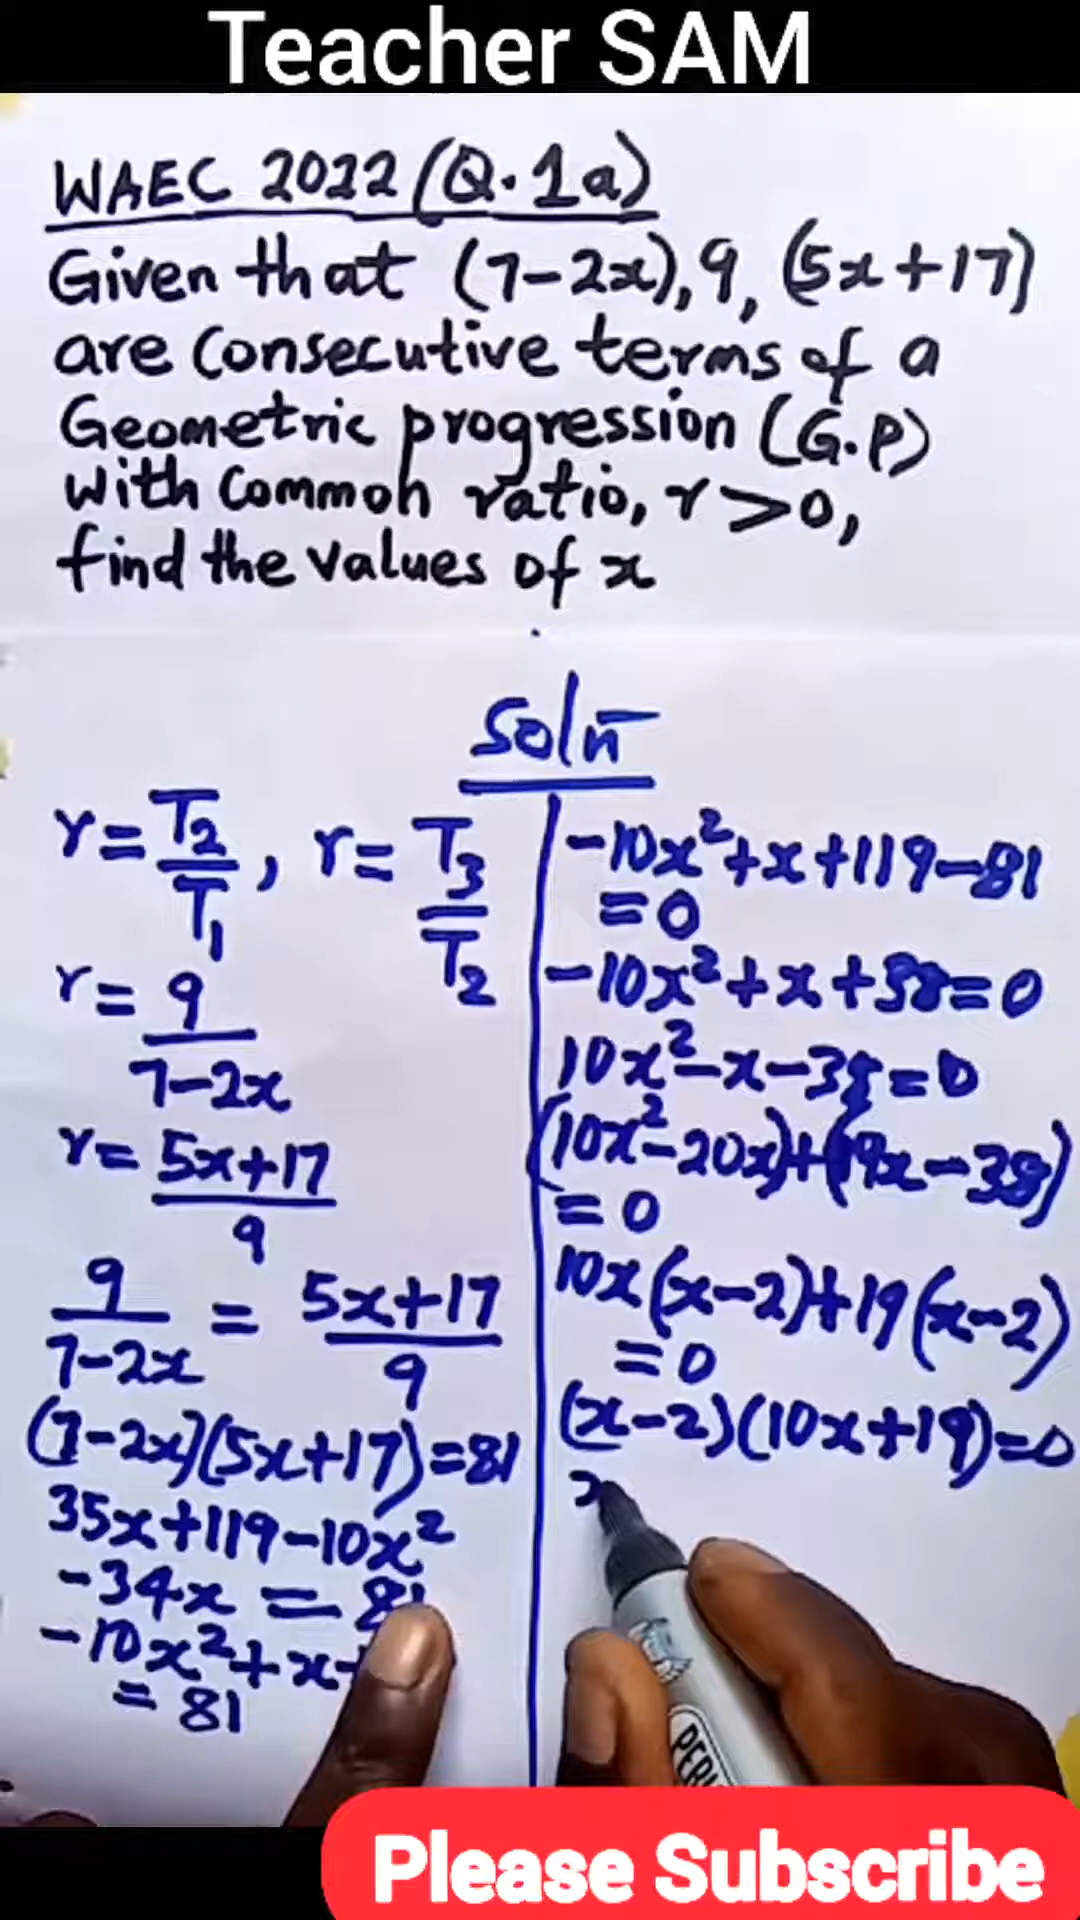 Teacher SAM
WAEC 2022 (Q.1a)
Given that (7-2x), 9, (5x+17)
are consecutive terms of a
Geometric progression (G.P)
with common ratio, r>0,
find the values of x
Soln
r = T2/T1, r = T3/T2
r = 9/7-2x
r = 5x+17/9
9/7-2x = 5x+17/9
(7-2x)(5x+17)=81
35x+119-10x²
-34x = 81
-10x²+x+
= 81
-10x²+x+119-81
=0
-10x²+x+38=0
10x²-x-38=0
(10x²-20x)+(19x-38)
=0
10x(x-2)+19(x-2)
=0
(x-2)(10x+19)=0
x
Please Subscribe